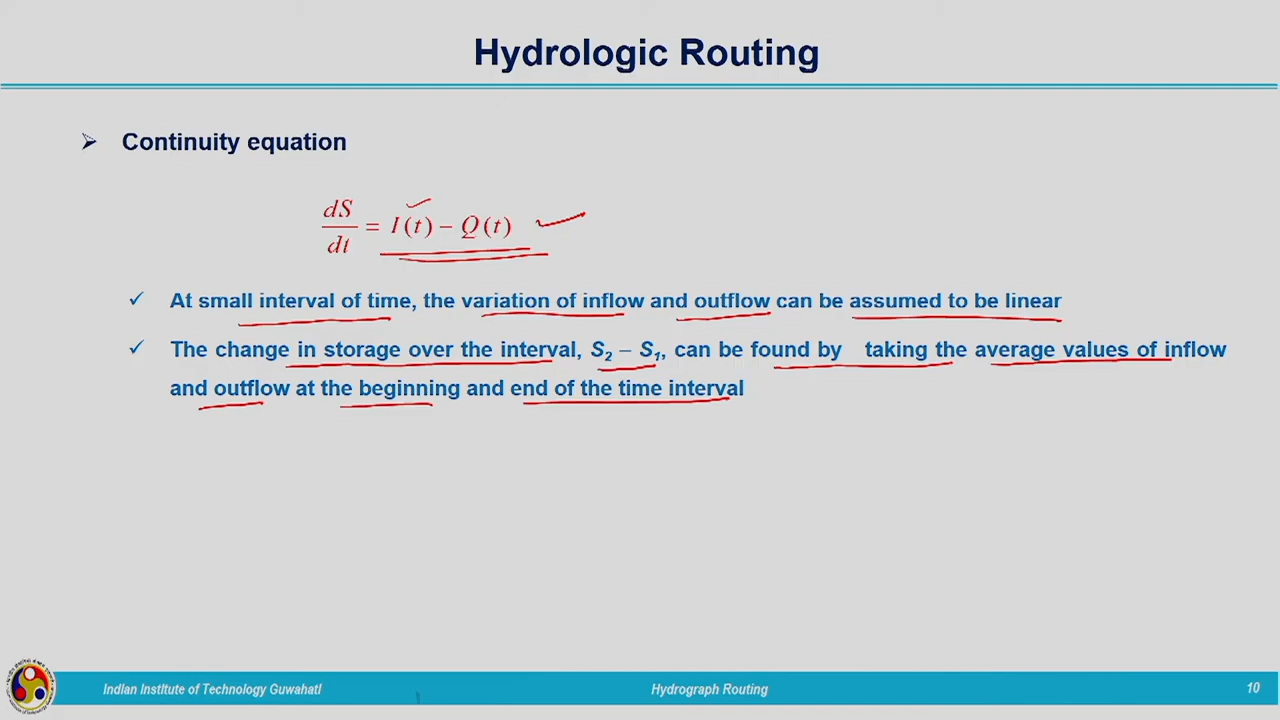 Hydrologic Routing
➢ Continuity equation
dS/dt = I(t) − Q(t)
✓ At small interval of time, the variation of inflow and outflow can be assumed to be linear
✓ The change in storage over the interval, S₂ – S₁, can be found by taking the average values of inflow
and outflow at the beginning and end of the time interval
Indian Institute of Technology Guwahati Hydrograph Routing 10